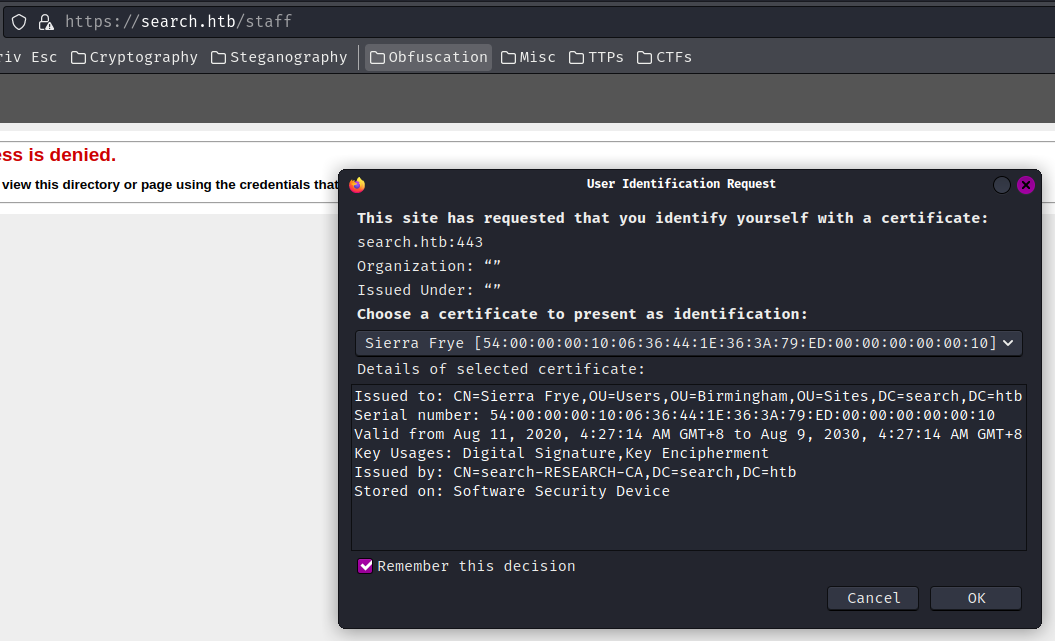 https://search.htb/staff
riv Esc Cryptography Steganography Obfuscation Misc TTPs CTFs
ess is denied.
view this directory or page using the credentials that
User Identification Request
This site has requested that you identify yourself with a certificate:
search.htb:443
Organization: “”
Issued Under: “”
Choose a certificate to present as identification:
Sierra Frye [54:00:00:00:10:06:36:44:1E:36:3A:79:ED:00:00:00:00:00:10]
Details of selected certificate:
Issued to: CN=Sierra Frye,OU=Users,OU=Birmingham,OU=Sites,DC=search,DC=htb
Serial number: 54:00:00:00:10:06:36:44:1E:36:3A:79:ED:00:00:00:00:00:10
Valid from Aug 11, 2020, 4:27:14 AM GMT+8 to Aug 9, 2030, 4:27:14 AM GMT+8
Key Usages: Digital Signature,Key Encipherment
Issued by: CN=search-RESEARCH-CA,DC=search,DC=htb
Stored on: Software Security Device
Remember this decision
Cancel OK